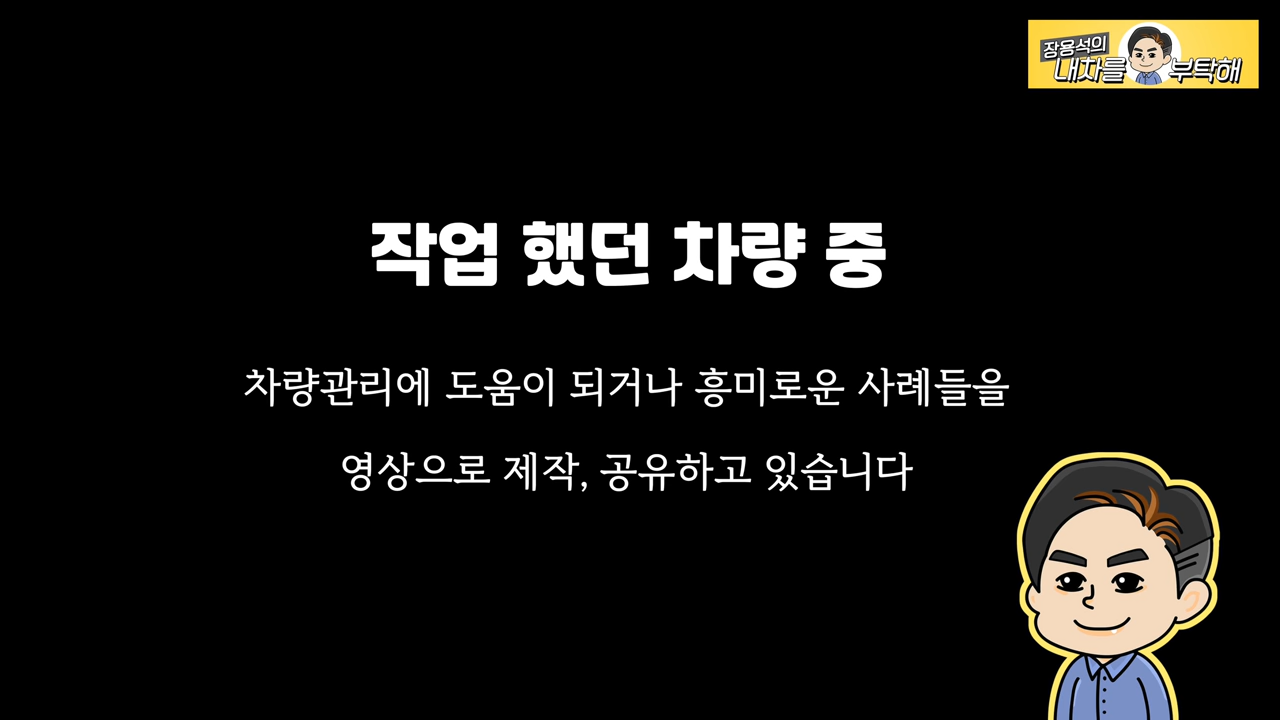 장용석의
내차를 부탁해
작업 했던 차량 중
차량관리에 도움이 되거나 흥미로운 사례들을
영상으로 제작, 공유하고 있습니다